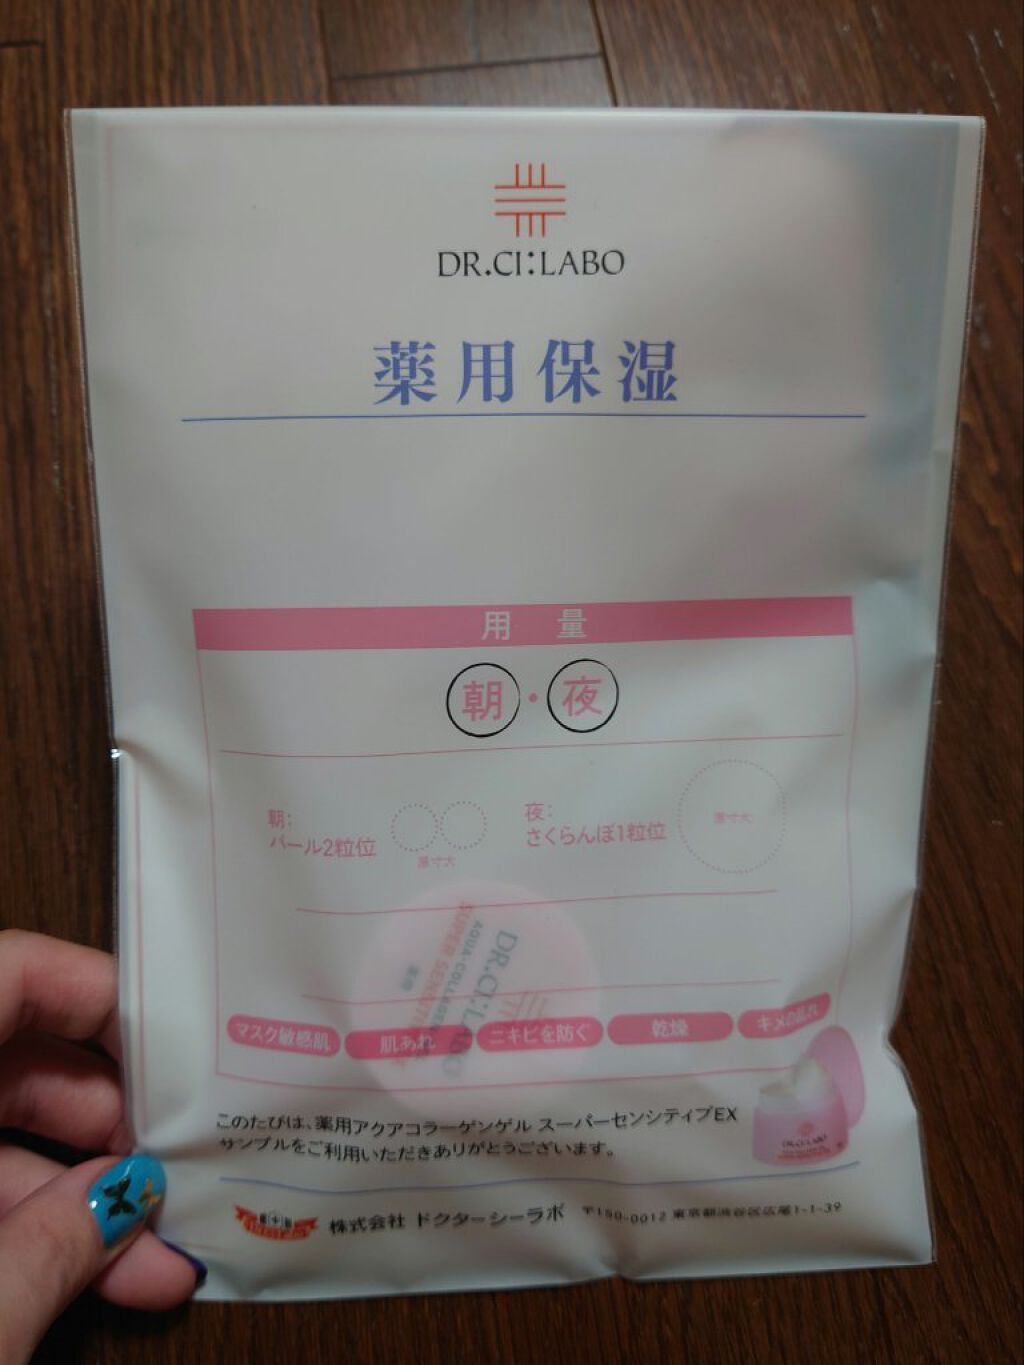 DR.CI:LABO
薬用保湿
用 量
朝・夜
朝:
パール2粒位
原寸大
夜:
さくらんぼ1粒位
原寸大
DR.CI:LABO
AQUA-COLLAGEN
SUPER SENSITIVE
薬用
マスク敏感肌 肌あれ ニキビを防ぐ 乾燥 キメの乱れ
このたびは、薬用アクアコラーゲンゲル スーパーセンシティブEX
サンプルをご利用いただきありがとうございます。
DR.CI:LABO
株式会社 ドクターシーラボ 〒150-0012 東京都渋谷区広尾1-1-39